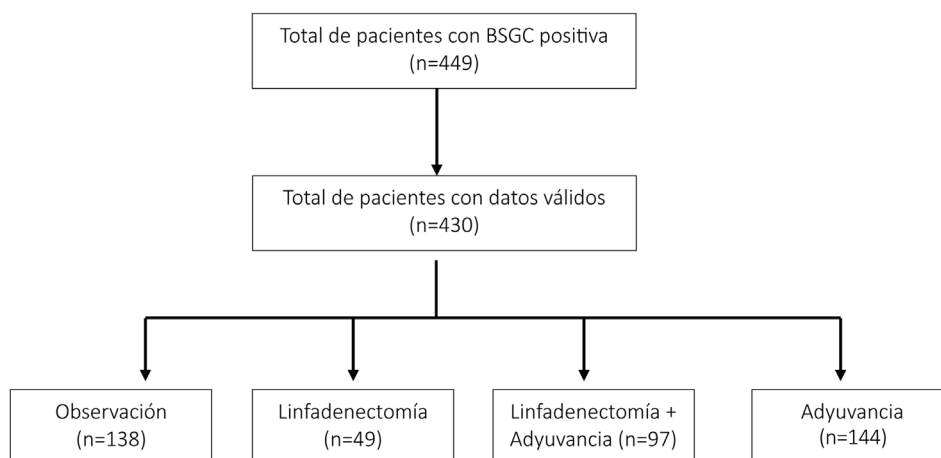 Total de pacientes con BSGC positiva
(n=449)
Total de pacientes con datos válidos
(n=430)
Observación
(n=138)
Linfadenectomía
(n=49)
Linfadenectomía +
Adyuvancia (n=97)
Adyuvancia
(n=144)